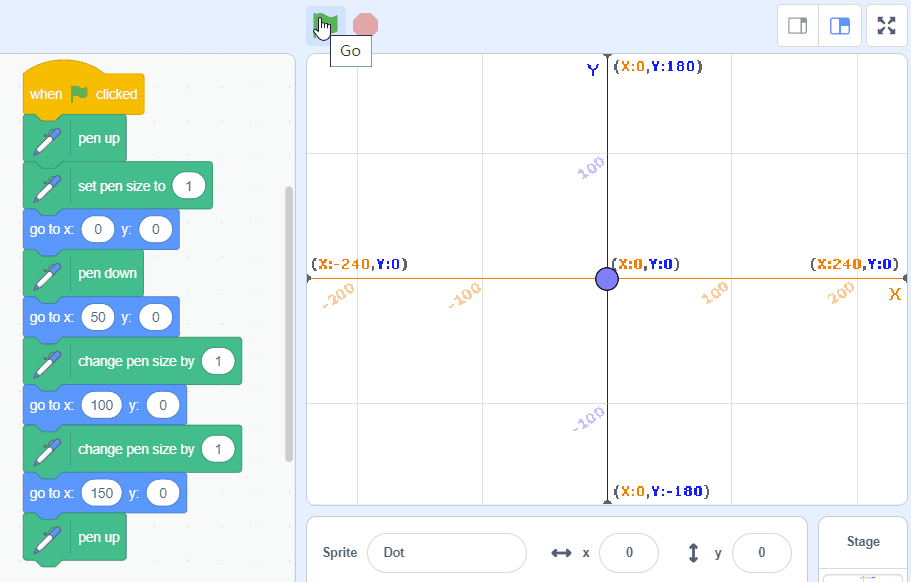 Go
when clicked
pen up
set pen size to 1
go to x: 0 y: 0
pen down
go to x: 50 y: 0
change pen size by 1
go to x: 100 y: 0
change pen size by 1
go to x: 150 y: 0
pen up
Y (X:0,Y:180)
100
(X:-240,Y:0) (X:0,Y:0) (X:240,Y:0)
-200 -100 100 200 X
-100
(X:0,Y:-180)
Sprite Dot x 0 y 0
Stage